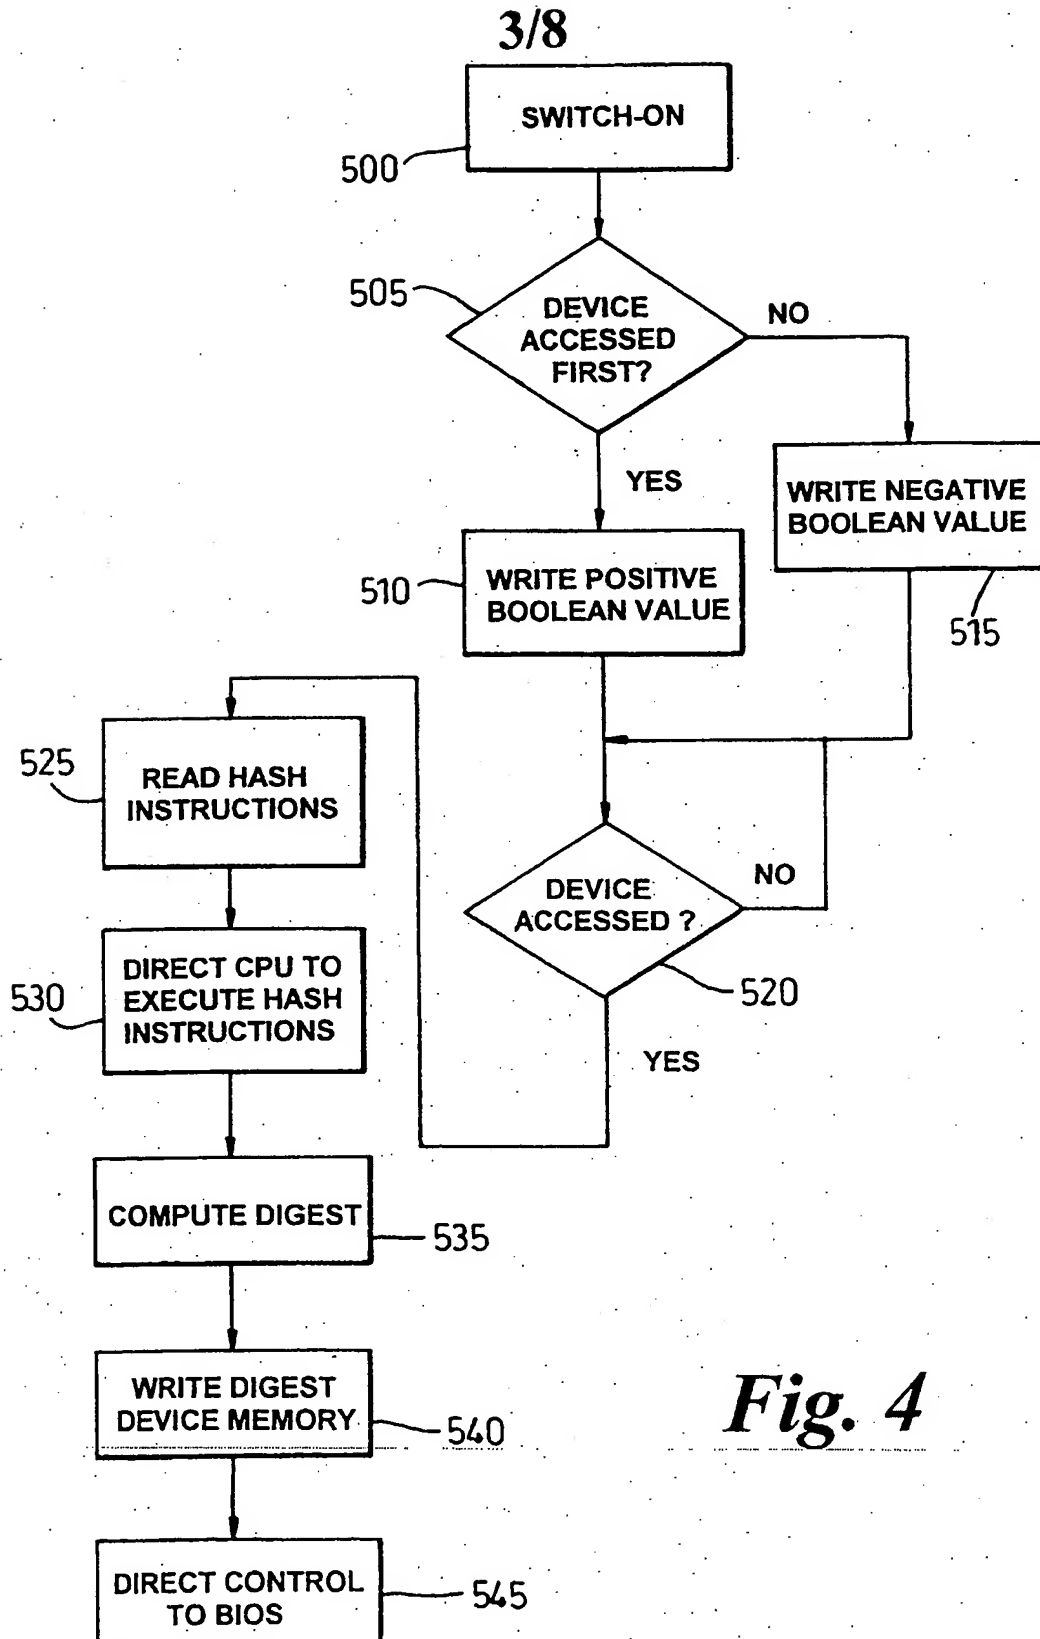 3/8
SWITCH-ON
500
505
DEVICE
ACCESSED
FIRST?
NO
YES
WRITE NEGATIVE
BOOLEAN VALUE
515
510
WRITE POSITIVE
BOOLEAN VALUE
525
READ HASH
INSTRUCTIONS
DEVICE
ACCESSED ?
NO
520
YES
530
DIRECT CPU TO
EXECUTE HASH
INSTRUCTIONS
COMPUTE DIGEST
535
WRITE DIGEST
DEVICE MEMORY
540
Fig. 4
DIRECT CONTROL
TO BIOS
545